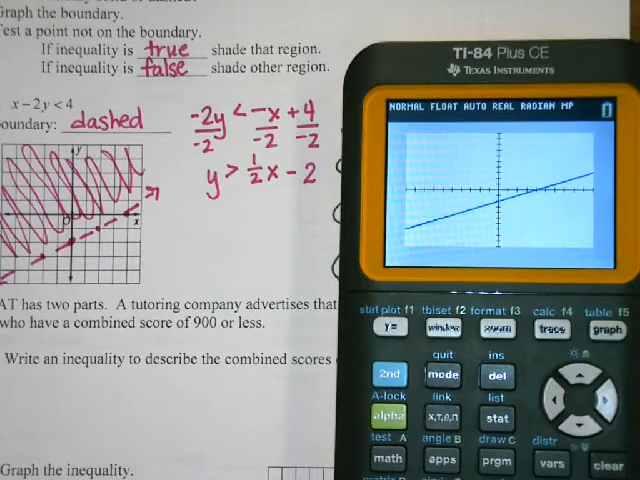 Graph the boundary.
Test a point not on the boundary.
If inequality is true shade that region.
If inequality is false shade other region.
x − 2y < 4
oundary: dashed
-2y < -x + 4
-2 -2 -2
y > 1/2 x - 2
y
x
AT has two parts. A tutoring company advertises that
who have a combined score of 900 or less.
Write an inequality to describe the combined scores
Graph the inequality.
TI-84 Plus CE
TEXAS INSTRUMENTS
NORMAL FLOAT AUTO REAL RADIAN MP
stat plot f1 tblset f2 format f3 calc f4 table f5
y= window zoom trace graph
quit ins
2nd mode del
A-lock link list
alpha X,T,θ,n stat
test A angle B draw C distr
math apps prgm vars clear